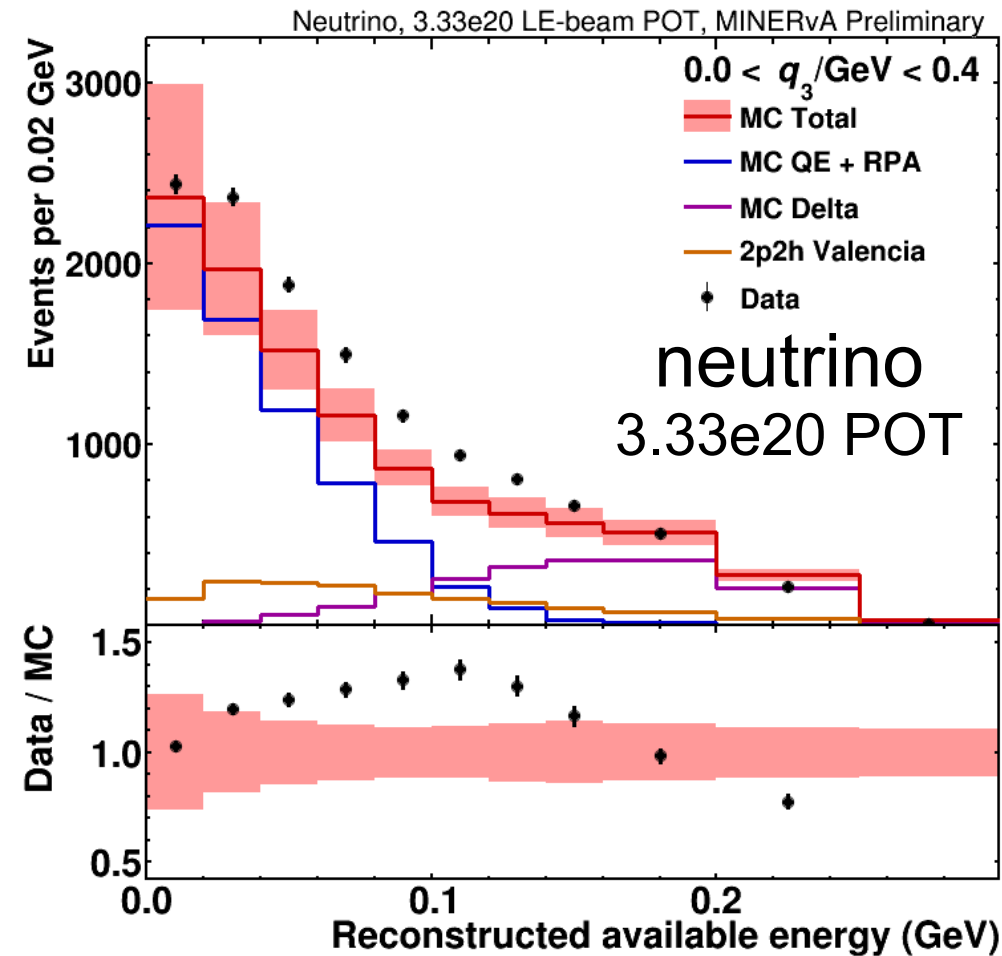 Neutrino, 3.33e20 LE-beam POT, MINERvA Preliminary
Events per 0.02 GeV
3000
2000
1000
0.0 < q3/GeV < 0.4
MC Total
MC QE + RPA
MC Delta
2p2h Valencia
Data
neutrino
3.33e20 POT
Data / MC
1.5
1.0
0.5
0.0 0.1 0.2
Reconstructed available energy (GeV)